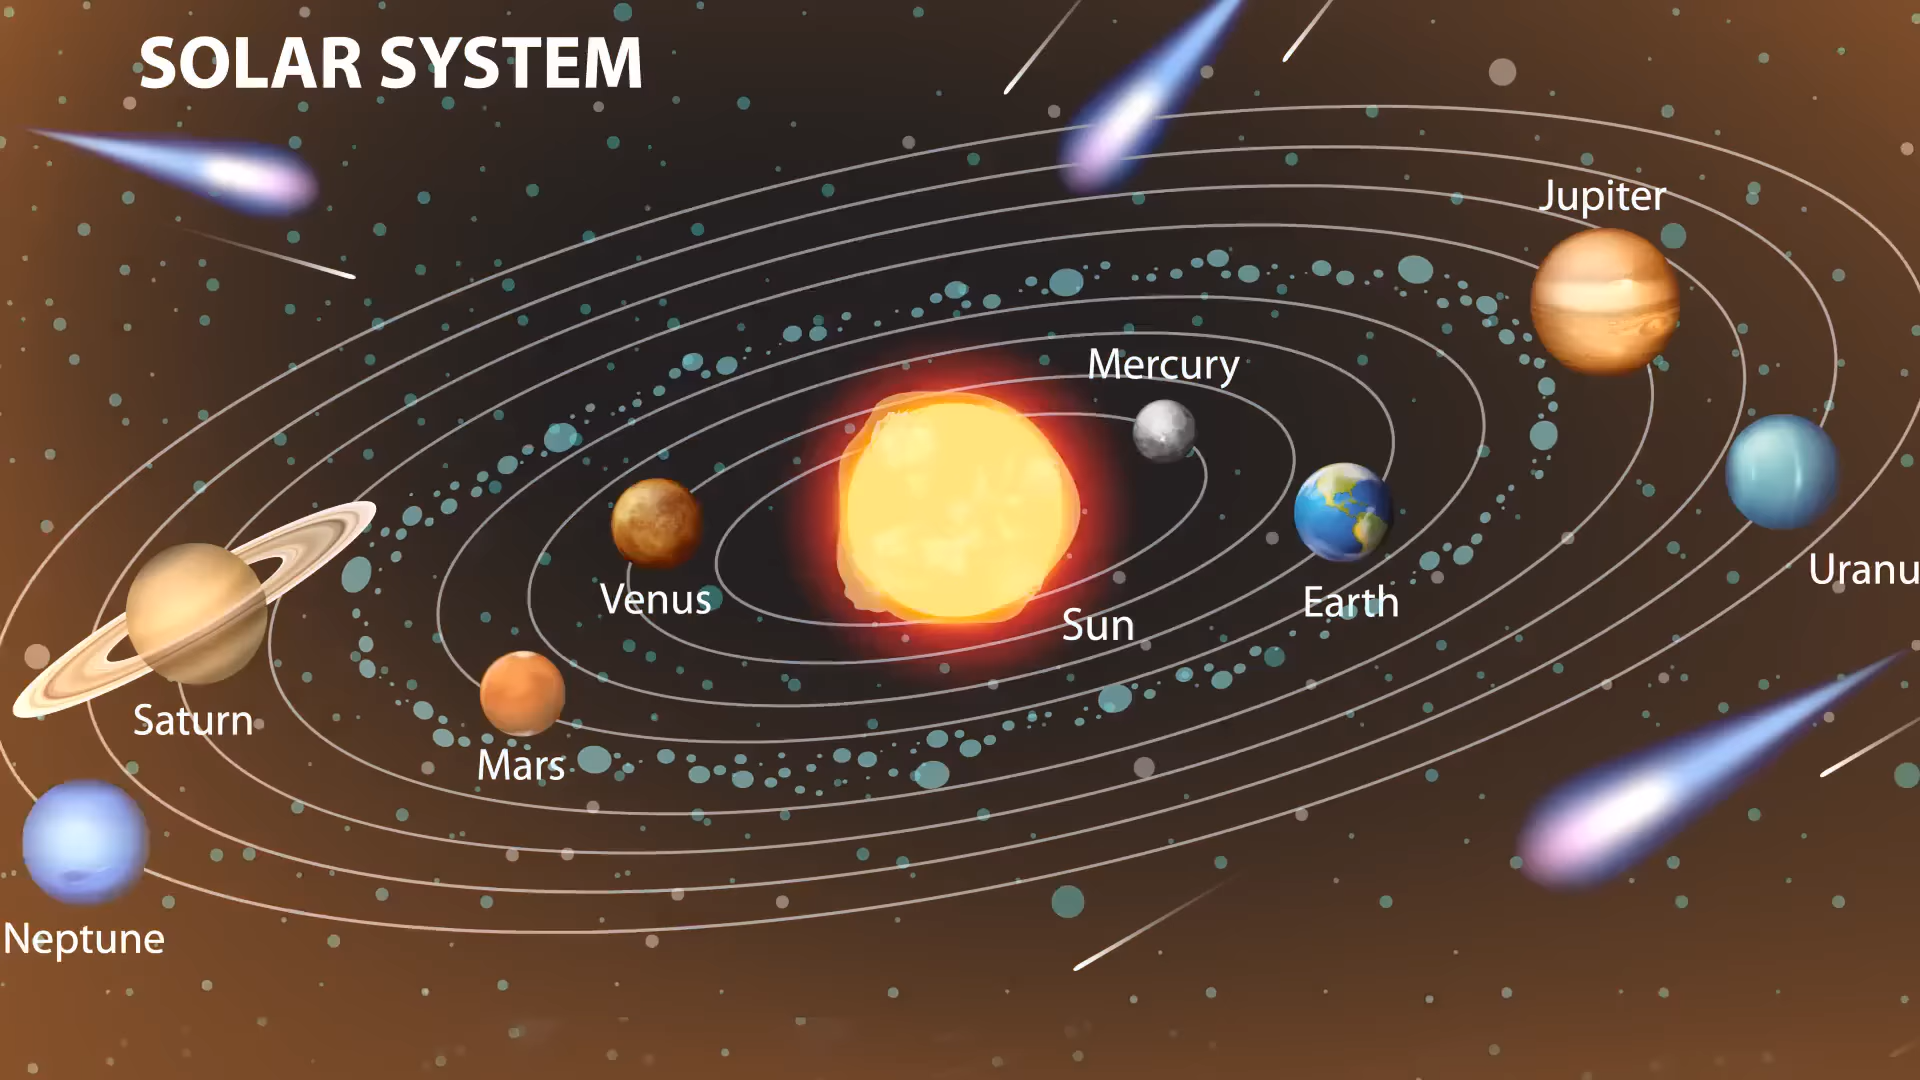 SOLAR SYSTEM
Jupiter
Mercury
Uranu
Venus
Earth
Sun
Saturn
Mars
Neptune